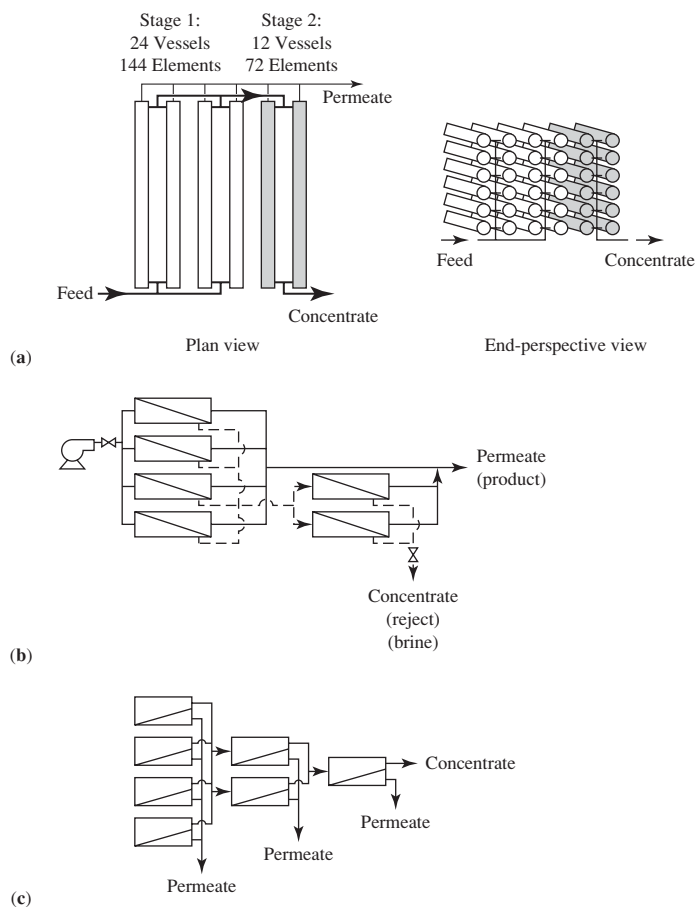 Stage 1:
24 Vessels
144 Elements
Stage 2:
12 Vessels
72 Elements
Permeate
Feed
Concentrate
Feed
Concentrate
(a)
Plan view
End-perspective view
Permeate
(product)
Concentrate
(reject)
(brine)
(b)
Concentrate
Permeate
Permeate
Permeate
(c)